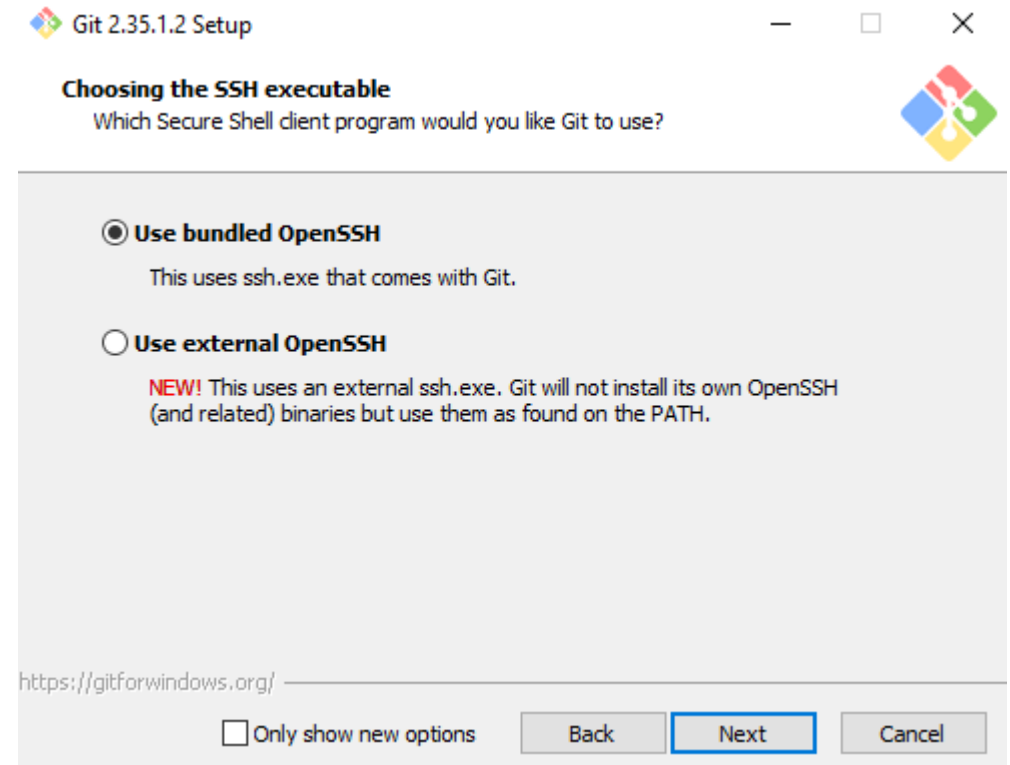 Git 2.35.1.2 Setup
Choosing the SSH executable
Which Secure Shell client program would you like Git to use?
Use bundled OpenSSH
This uses ssh.exe that comes with Git.
Use external OpenSSH
NEW! This uses an external ssh.exe. Git will not install its own OpenSSH
(and related) binaries but use them as found on the PATH.
https://gitforwindows.org/
Only show new options
Back
Next
Cancel